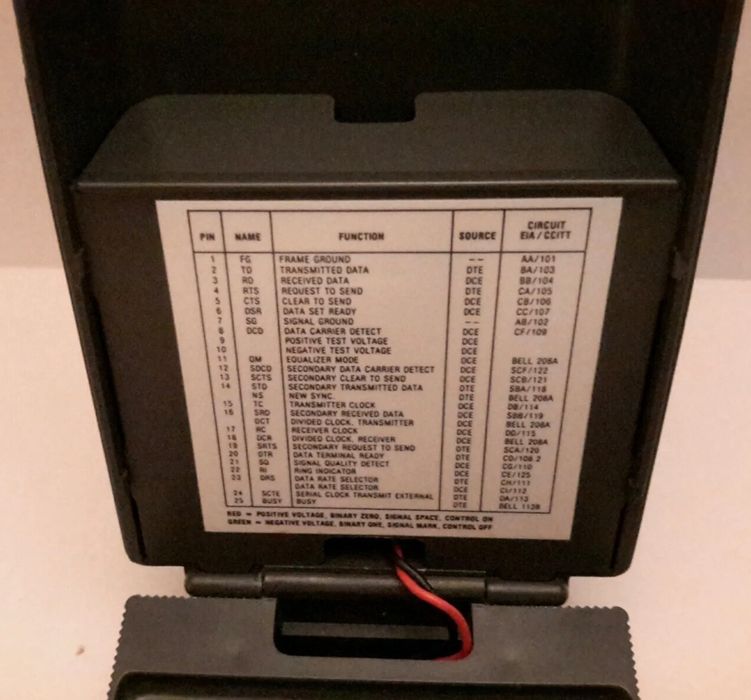 PIN NAME FUNCTION SOURCE CIRCUIT EIA / CCITT
1 FG FRAME GROUND -- AA/101
2 TD TRANSMITTED DATA DTE BA/103
3 RD RECEIVED DATA DCE BB/104
4 RTS REQUEST TO SEND DTE CA/105
5 CTS CLEAR TO SEND DCE CB/106
6 DSR DATA SET READY DCE CC/107
7 SG SIGNAL GROUND -- AB/102
8 DCD DATA CARRIER DETECT DCE CF/109
9 POSITIVE TEST VOLTAGE DCE
10 NEGATIVE TEST VOLTAGE DCE
11 QM EQUALIZER MODE DCE BELL 208A
12 SDCD SECONDARY DATA CARRIER DETECT DCE SCF/122
13 SCTS SECONDARY CLEAR TO SEND DCE SCB/121
14 STD SECONDARY TRANSMITTED DATA DTE SBA/118
NS NEW SYNC. DTE BELL 208A
15 TC TRANSMITTER CLOCK DCE DB/114
16 SRD SECONDARY RECEIVED DATA DCE SBB/119
DCT DIVIDED CLOCK, TRANSMITTER DCE BELL 208A
17 RC RECEIVER CLOCK DCE DD/115
18 DCR DIVIDED CLOCK, RECEIVER DCE BELL 208A
19 SRTS SECONDARY REQUEST TO SEND DTE SCA/120
20 DTR DATA TERMINAL READY DTE CD/108.2
21 SQ SIGNAL QUALITY DETECT DCE CG/110
22 RI RING INDICATOR DCE CE/125
23 DRS DATA RATE SELECTOR DTE CH/111
DATA RATE SELECTOR DCE CI/112
24 SCTE SERIAL CLOCK TRANSMIT EXTERNAL DTE DA/113
25 BUSY BUSY DTE BELL 113B
RED = POSITIVE VOLTAGE, BINARY ZERO, SIGNAL SPACE, CONTROL ON
GREEN = NEGATIVE VOLTAGE, BINARY ONE, SIGNAL MARK, CONTROL OFF